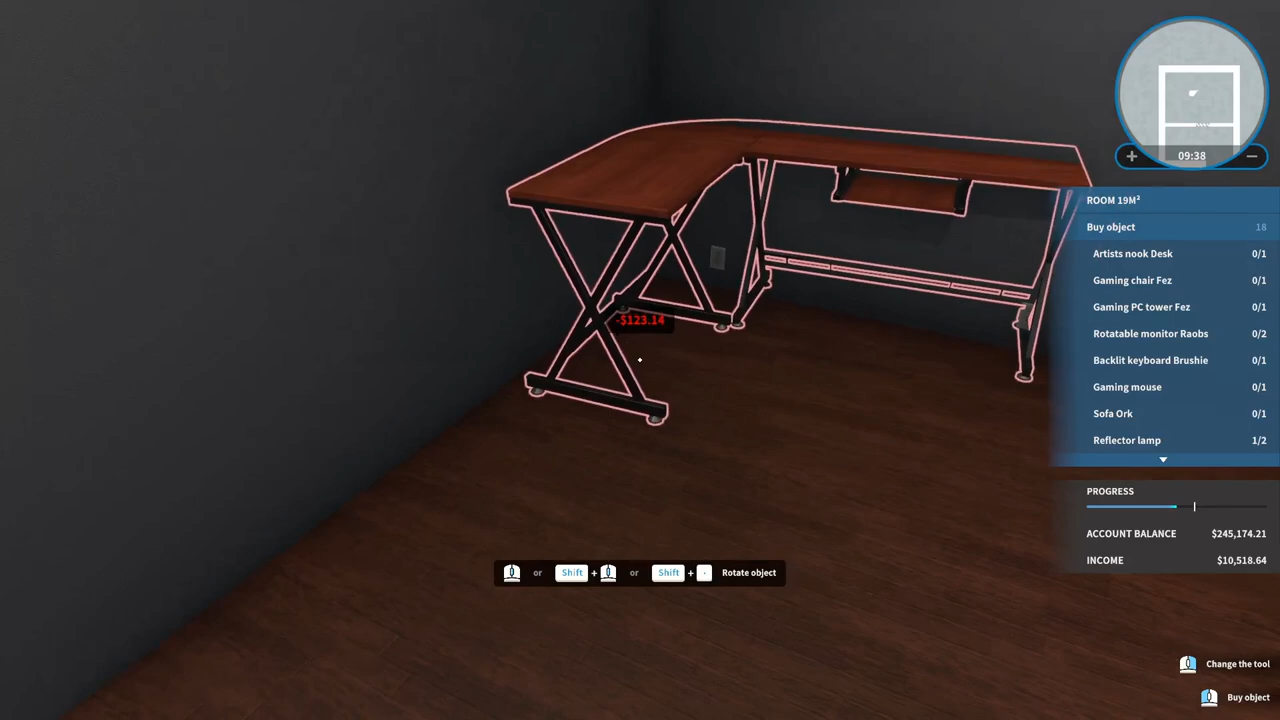 09:38
ROOM 19M²
Buy object 18
Artists nook Desk 0/1
Gaming chair Fez 0/1
Gaming PC tower Fez 0/1
Rotatable monitor Raobs 0/2
Backlit keyboard Brushie 0/1
Gaming mouse 0/1
Sofa Ork 0/1
Reflector lamp 1/2
-$123.14
PROGRESS
ACCOUNT BALANCE $245,174.21
INCOME $10,518.64
or Shift + or Shift + · Rotate object
Change the tool
Buy object